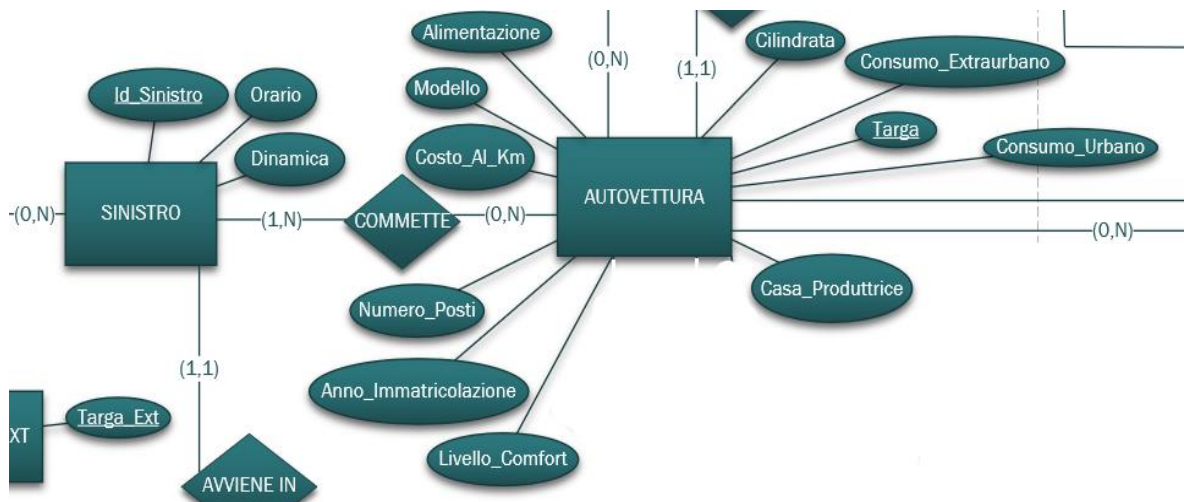 Alimentazione
(0,N)
(1,1)
Cilindrata
Consumo_Extraurbano
Id_Sinistro
Orario
Modello
Targa
Dinamica
Costo_Al_Km
Consumo_Urbano
(0,N)
SINISTRO
(1,N)
COMMETTE
(0,N)
AUTOVETTURA
(0,N)
Numero_Posti
Casa_Produttrice
(1,1)
Anno_Immatricolazione
Targa_Ext
XT
Livello_Comfort
AVVIENE IN